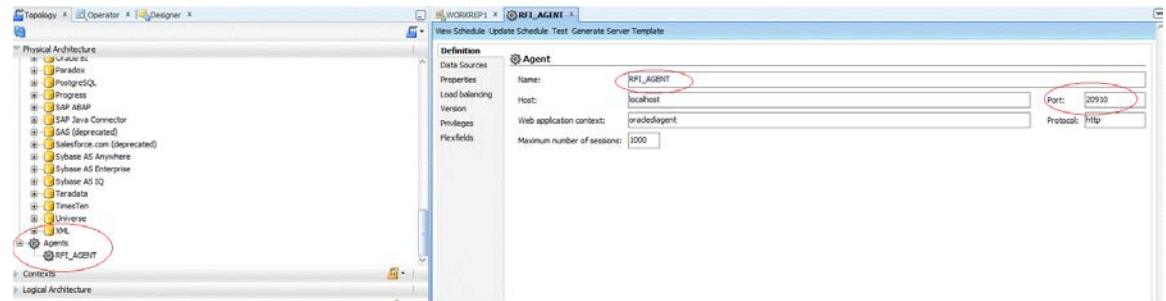 Topology
Operator
Designer
Physical Architecture
Oracle BI
Paradox
PostgreSQL
Progress
SAP ABAP
SAP Java Connector
SAS (deprecated)
Salesforce.com (deprecated)
Sybase AS Anywhere
Sybase AS Enterprise
Sybase AS IQ
Teradata
TimesTen
Universe
XML
Agents
RFI_AGENT
Contexts
Logical Architecture
WORKREP1
RFI_AGENT
View Schedule Update Schedule Test Generate Server Template
Definition
Data Sources
Properties
Load balancing
Version
Privileges
Flexfields
Agent
Name: RFI_AGENT
Host: localhost Port: 20910
Web application context: oradediagent Protocol: http
Maximum number of sessions: 1000